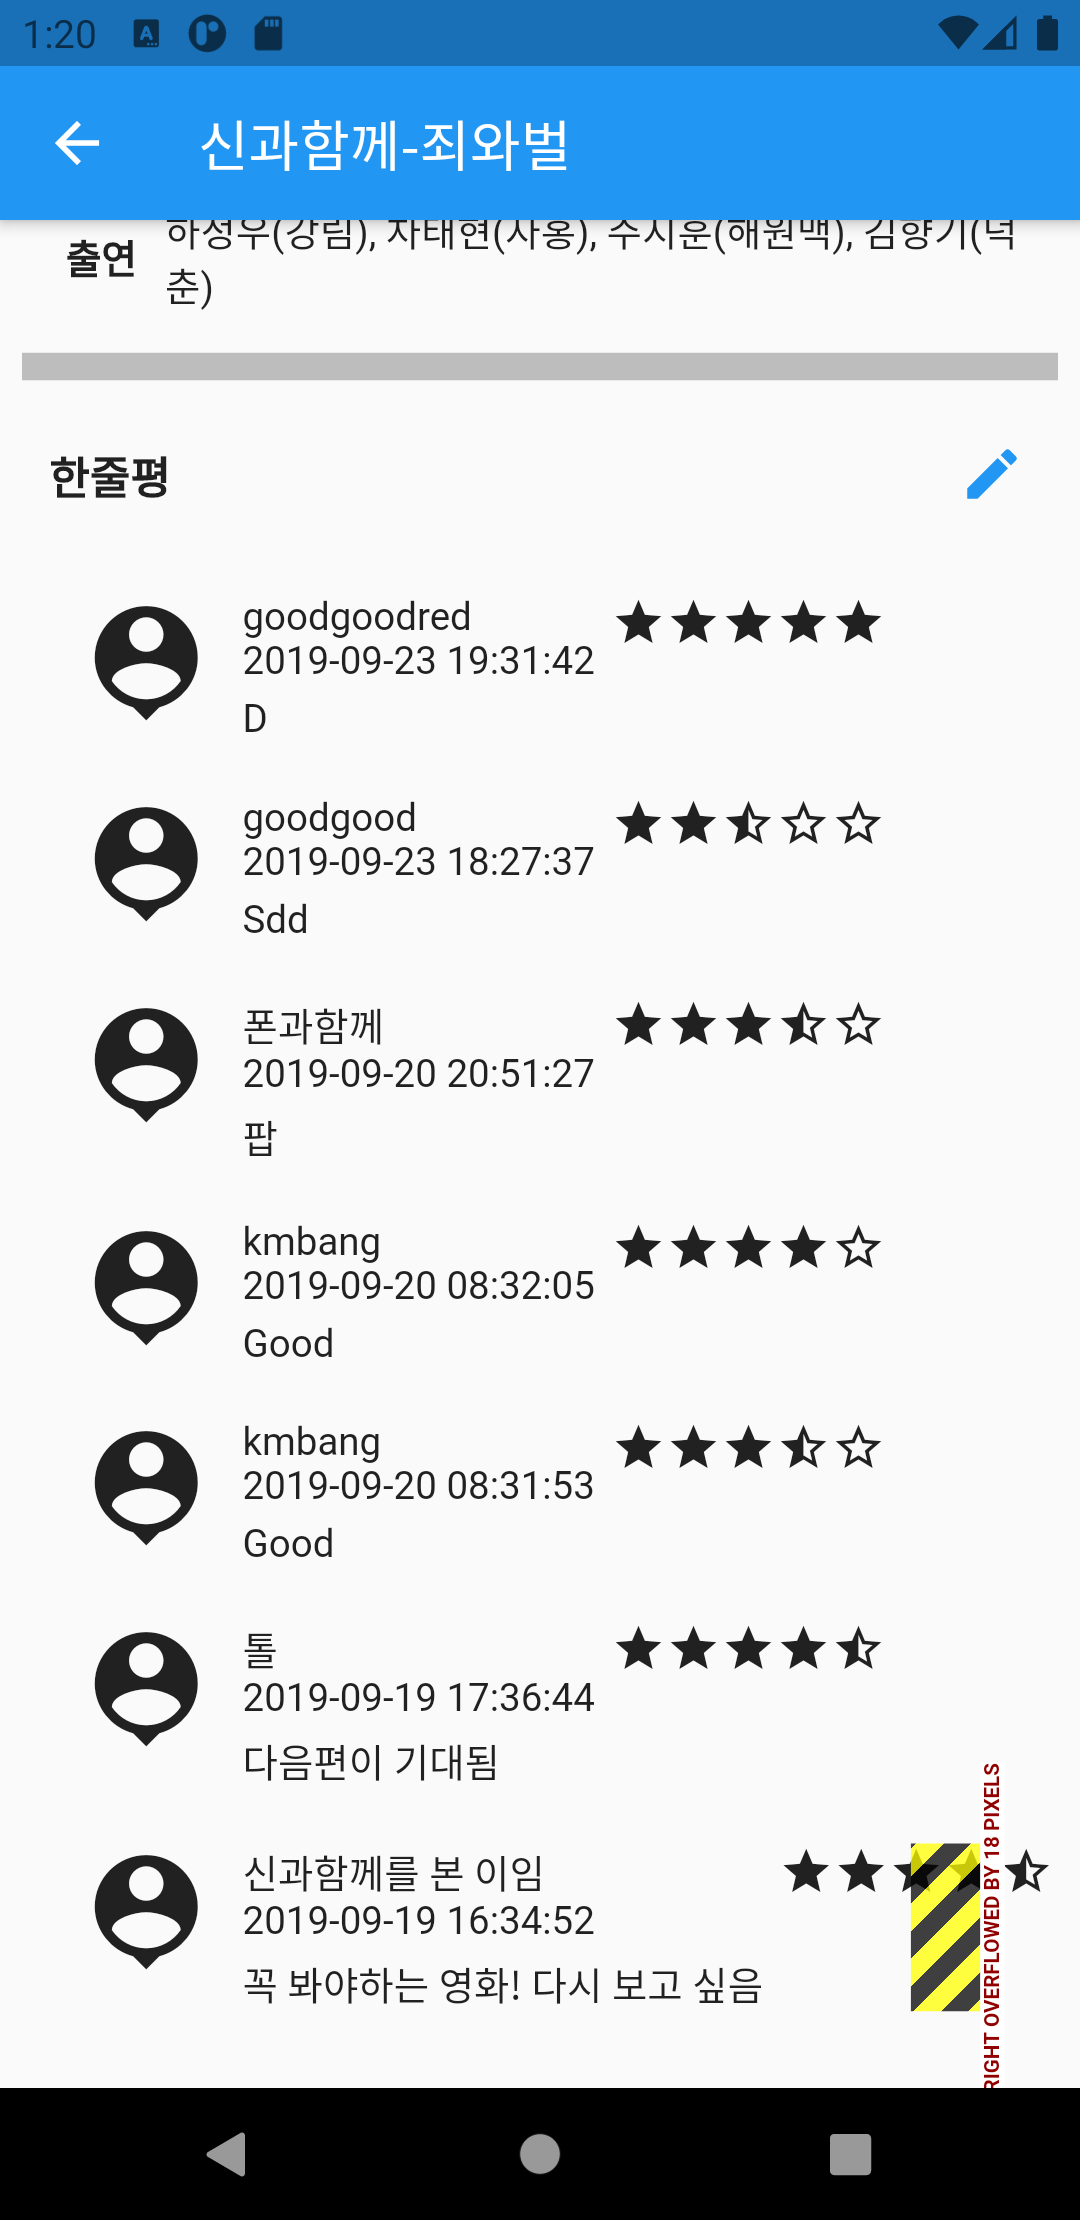 1:20
신과함께-죄와벌
하정우(강림), 차태현(자홍), 주지훈(해원맥), 김향기(덕
출연
춘)
한줄평
goodgoodred
2019-09-23 19:31:42
D
goodgood
2019-09-23 18:27:37
Sdd
폰과함께
2019-09-20 20:51:27
팝
kmbang
2019-09-20 08:32:05
Good
kmbang
2019-09-20 08:31:53
Good
톨
2019-09-19 17:36:44
다음편이 기대됨
신과함께를 본 이임
2019-09-19 16:34:52
꼭 봐야하는 영화! 다시 보고 싶음
RIGHT OVERFLOWED BY 18 PIXELS